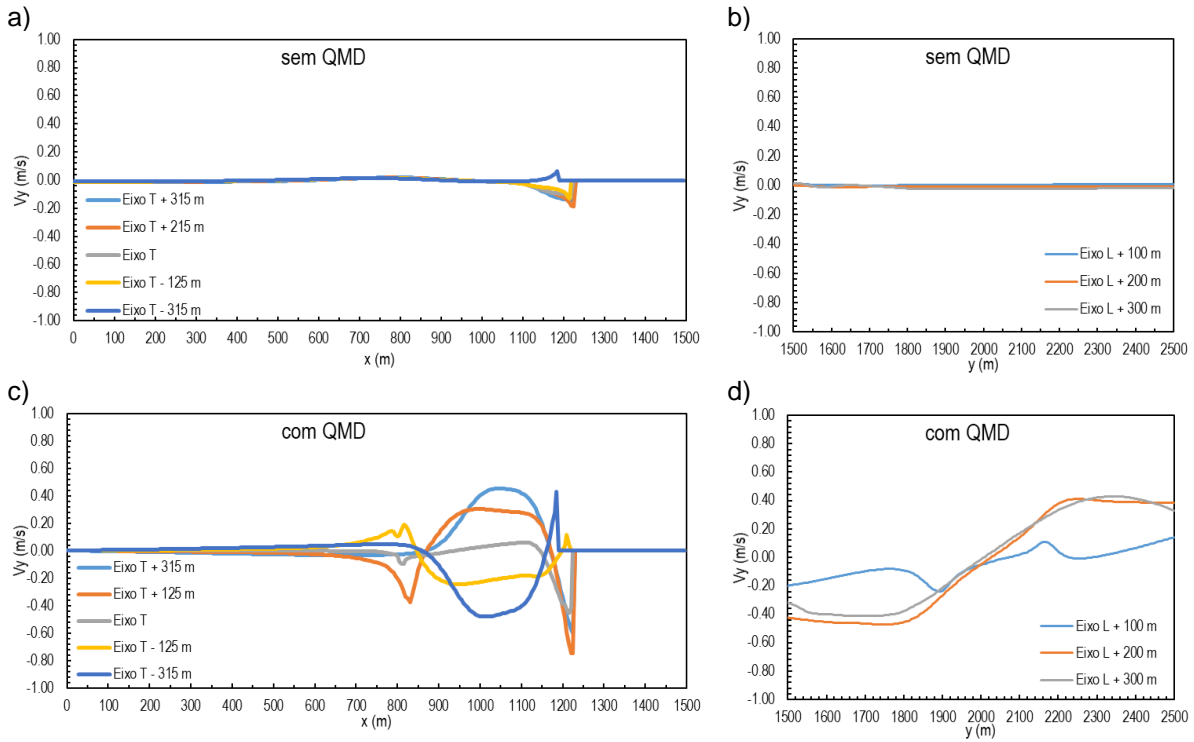 a)
sem QMD
1.00
0.80
0.60
0.40
0.20
0.00
-0.20
-0.40
-0.60
-0.80
-1.00
Vy (m/s)
Eixo T + 315 m
Eixo T + 215 m
Eixo T
Eixo T - 125 m
Eixo T - 315 m
0 100 200 300 400 500 600 700 800 900 1000 1100 1200 1300 1400 1500
x (m)
b)
sem QMD
1.00
0.80
0.60
0.40
0.20
0.00
-0.20
-0.40
-0.60
-0.80
-1.00
Vy (m/s)
Eixo L + 100 m
Eixo L + 200 m
Eixo L + 300 m
1500 1600 1700 1800 1900 2000 2100 2200 2300 2400 2500
y (m)
c)
com QMD
1.00
0.80
0.60
0.40
0.20
0.00
-0.20
-0.40
-0.60
-0.80
-1.00
Vy (m/s)
Eixo T + 315 m
Eixo T + 125 m
Eixo T
Eixo T - 125 m
Eixo T - 315 m
0 100 200 300 400 500 600 700 800 900 1000 1100 1200 1300 1400 1500
x (m)
d)
com QMD
1.00
0.80
0.60
0.40
0.20
0.00
-0.20
-0.40
-0.60
-0.80
-1.00
Vy (m/s)
Eixo L + 100 m
Eixo L + 200 m
Eixo L + 300 m
1500 1600 1700 1800 1900 2000 2100 2200 2300 2400 2500
y (m)